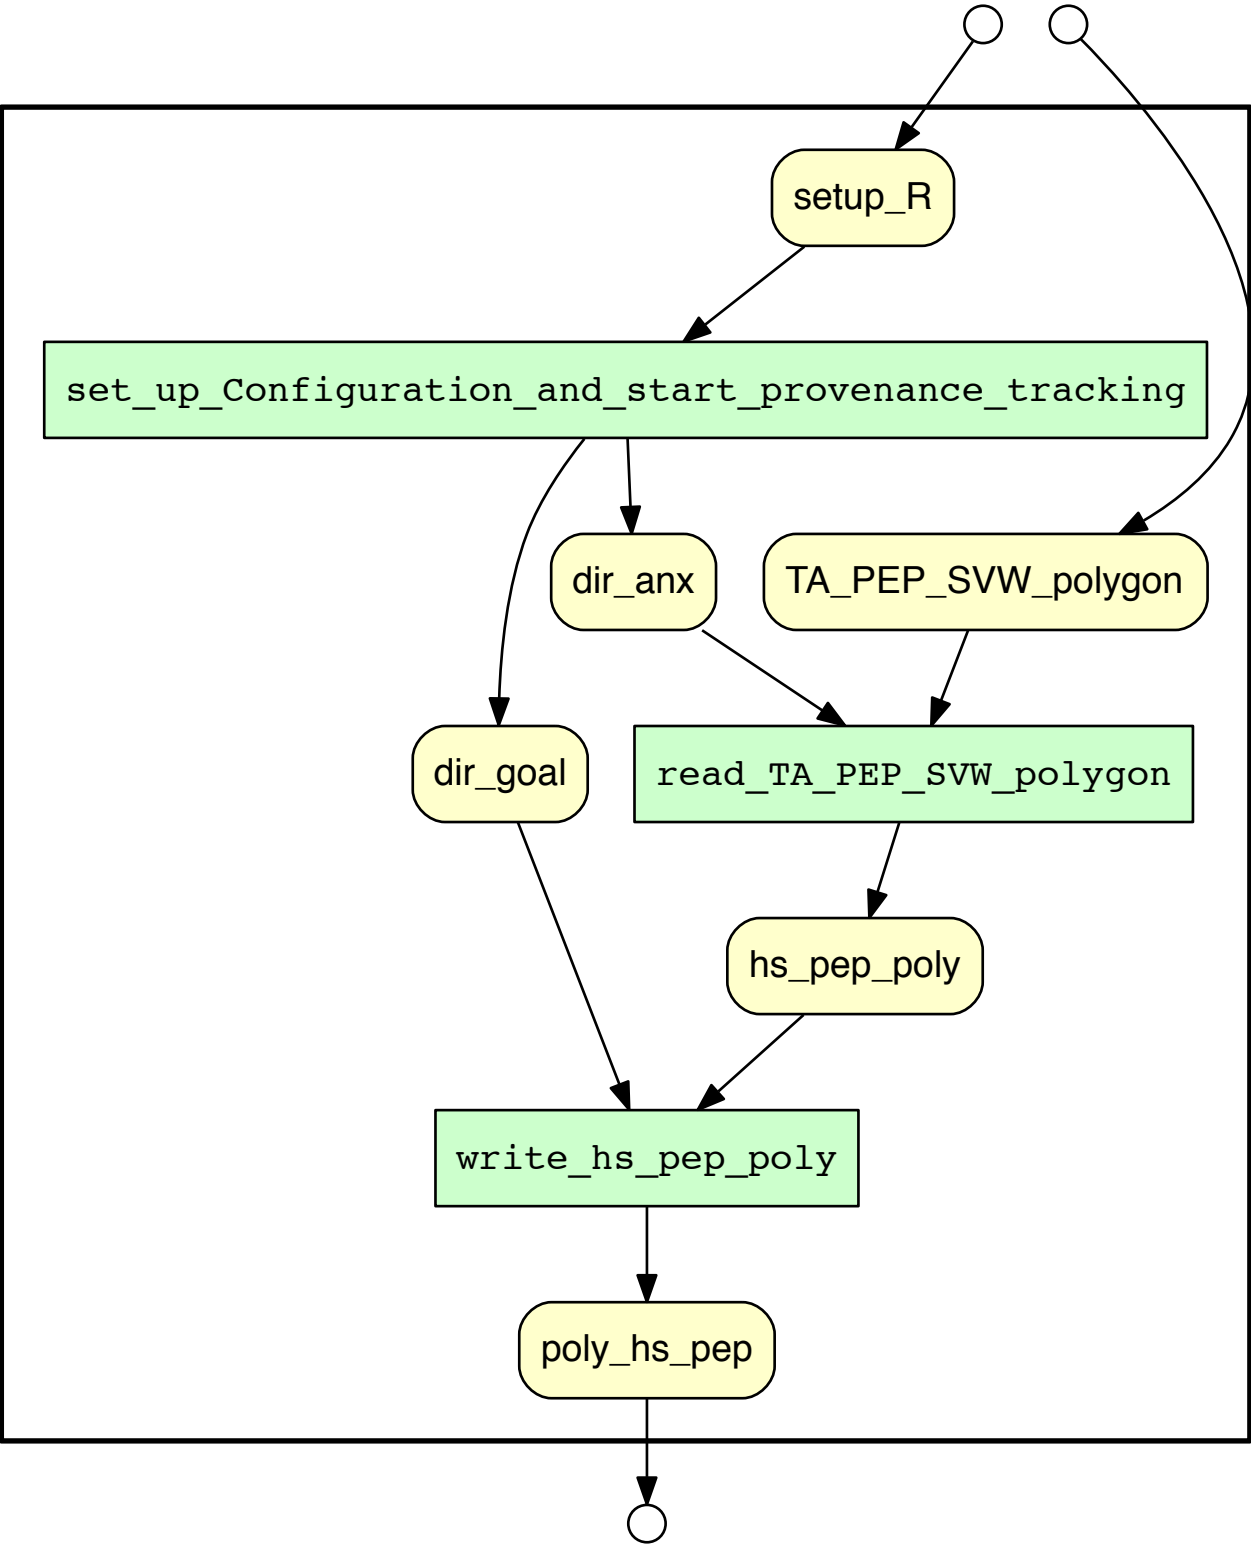 setup_R
set_up_Configuration_and_start_provenance_tracking
dir_anx
TA_PEP_SVW_polygon
dir_goal
read_TA_PEP_SVW_polygon
hs_pep_poly
write_hs_pep_poly
poly_hs_pep